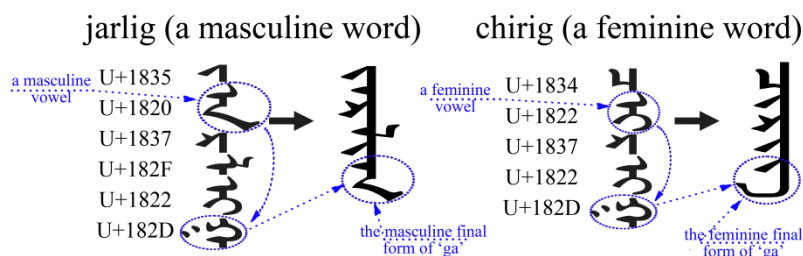 jarlig (a masculine word)
a masculine
vowel
U+1835
U+1820
U+1837
U+182F
U+1822
U+182D
the masculine final
form of ‘ga’
chirig (a feminine word)
a feminine
vowel
U+1834
U+1822
U+1837
U+1822
U+182D
the feminine final
form of ‘ga’